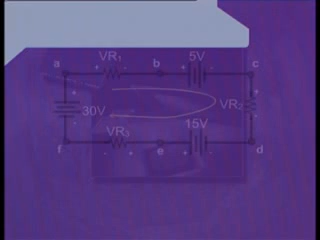 VR₁ 5V
a b c
+ - + -
+ 30V - VR₂ + -
VR₃ 15V
- + + -
f e d